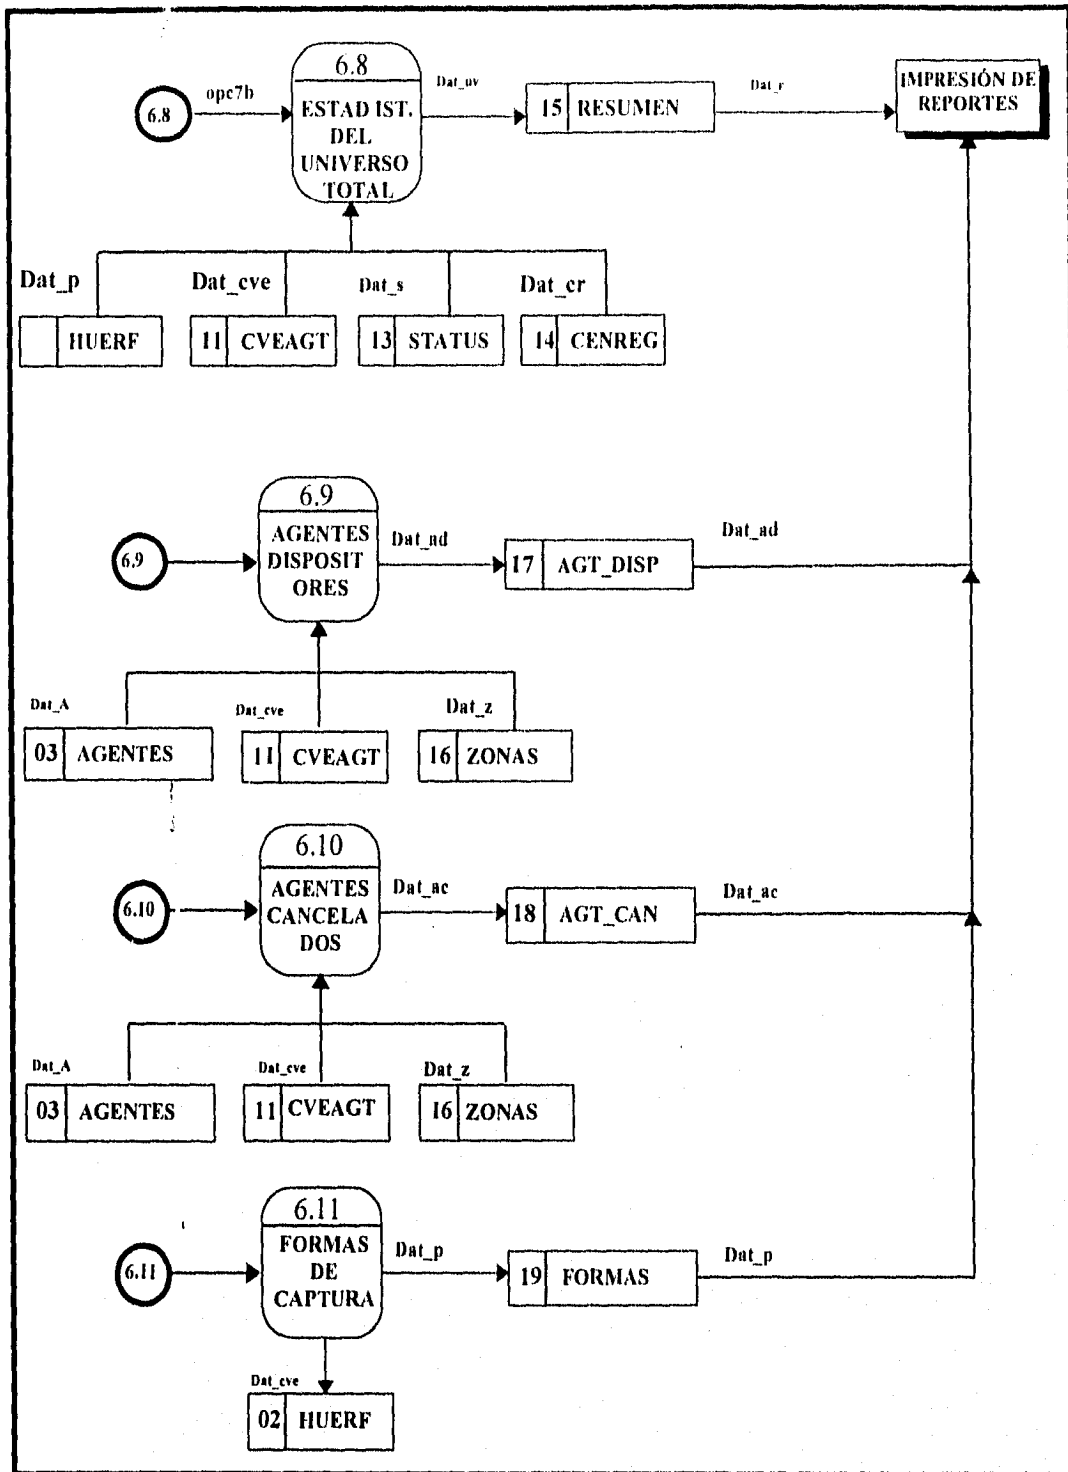 6.8
opc7b
6.8
ESTAD IST.
DEL
UNIVERSO
TOTAL
Dat_uv
15 RESUMEN
Dat_r
IMPRESIÓN DE
REPORTES
Dat_p
Dat_cve
Dat_s
Dat_cr
HUERF
11 CVEAGT
13 STATUS
14 CENREG
6.9
6.9
AGENTES
DISPOSIT
ORES
Dat_ad
17 AGT_DISP
Dat_ad
Dat_A
Dat_cve
Dat_z
03 AGENTES
11 CVEAGT
16 ZONAS
6.10
6.10
AGENTES
CANCELA
DOS
Dat_ac
18 AGT_CAN
Dat_ac
Dat_A
Dat_cve
Dat_z
03 AGENTES
11 CVEAGT
16 ZONAS
6.11
6.11
FORMAS
DE
CAPTURA
Dat_p
19 FORMAS
Dat_p
Dat_cve
02 HUERF